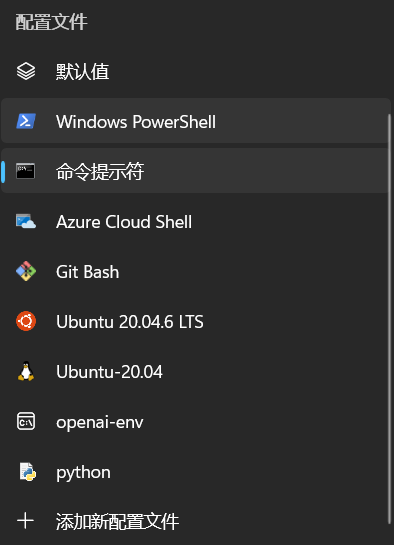 配置文件
默认值
Windows PowerShell
命令提示符
Azure Cloud Shell
Git Bash
Ubuntu 20.04.6 LTS
Ubuntu-20.04
openai-env
python
添加新配置文件